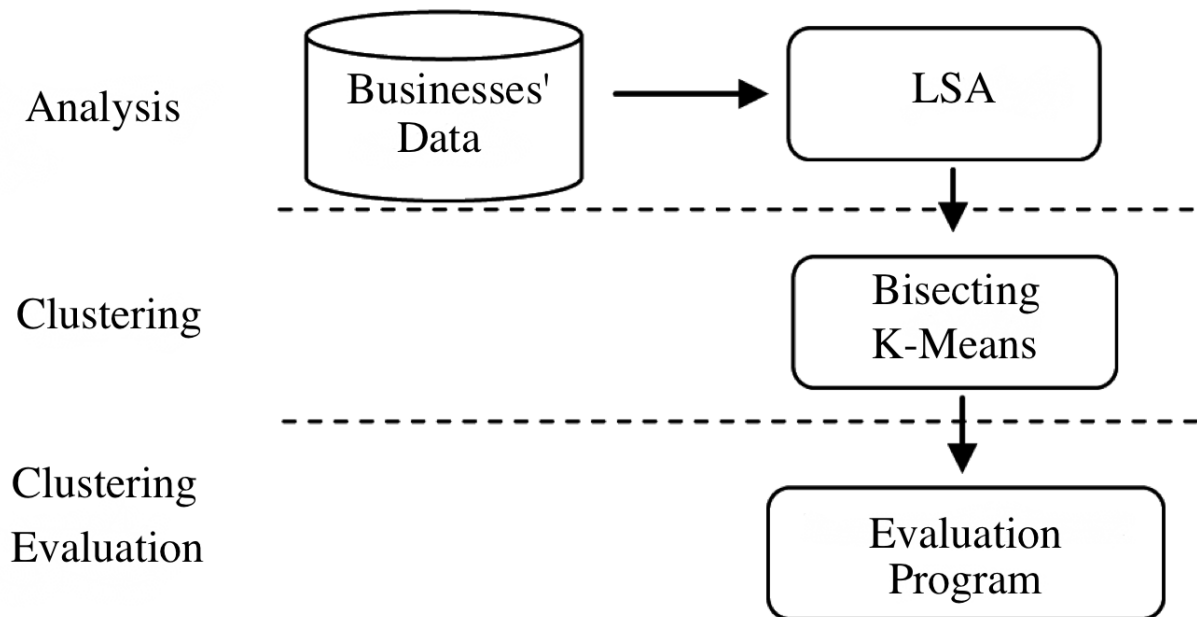 Analysis
Businesses'
Data
LSA
Clustering
Bisecting
K-Means
Clustering
Evaluation
Evaluation
Program